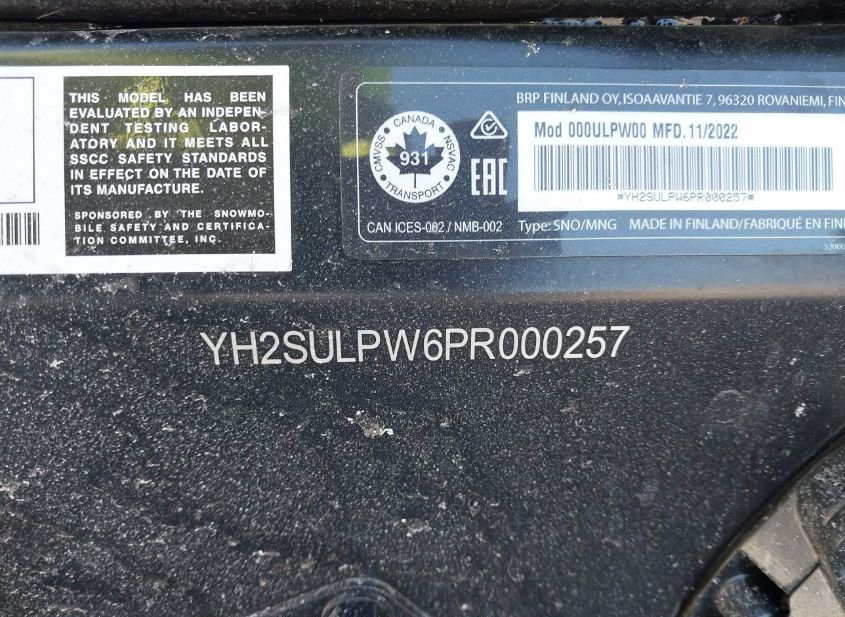 THIS MODEL HAS BEEN
EVALUATED BY AN INDEPEN-
DENT TESTING LABOR-
ATORY AND IT MEETS ALL
SSCC SAFETY STANDARDS
IN EFFECT ON THE DATE OF
ITS MANUFACTURE.
SPONSORED BY THE SNOWMO-
BILE SAFETY AND CERTIFICA-
TION COMMITTEE, INC.
BRP FINLAND OY, ISOAAVANTIE 7, 96320 ROVANIEMI, FIN
Mod 000ULPW00 MFD.11/2022
*YH2SULPW6PR000257*
CANADA
CMVSS
NSVAC
931
TRANSPORT
EAC
CAN ICES-002 / NMB-002
Type: SNO/MNG
MADE IN FINLAND/FABRIQUÉ EN FINL
52000
YH2SULPW6PR000257